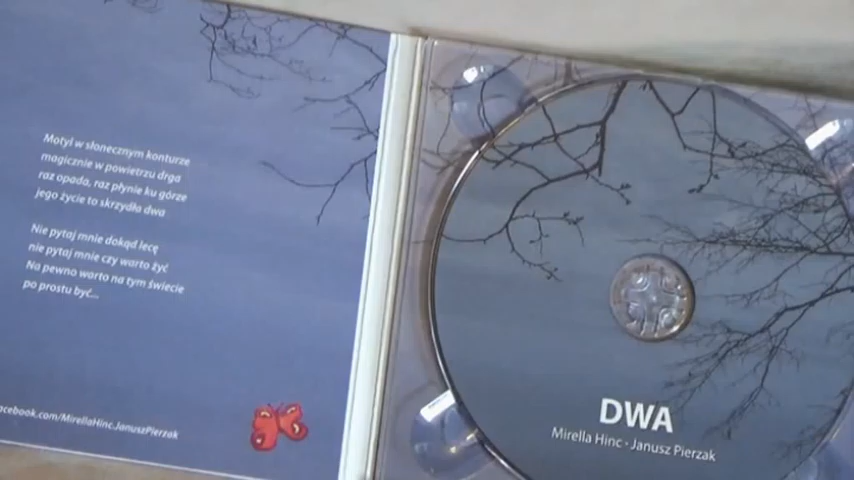 Motyl w słonecznym konturze
magicznie w powietrzu drga
raz opada, raz płynie ku górze
jego życie to skrzydła dwa
Nie pytaj mnie dokąd lecę
nie pytaj mnie czy warto żyć
Na pewno warto na tym świecie
po prostu być...
acebook.com/MirellaHinc.JanuszPierzak
DWA
Mirella Hinc - Janusz Pierzak